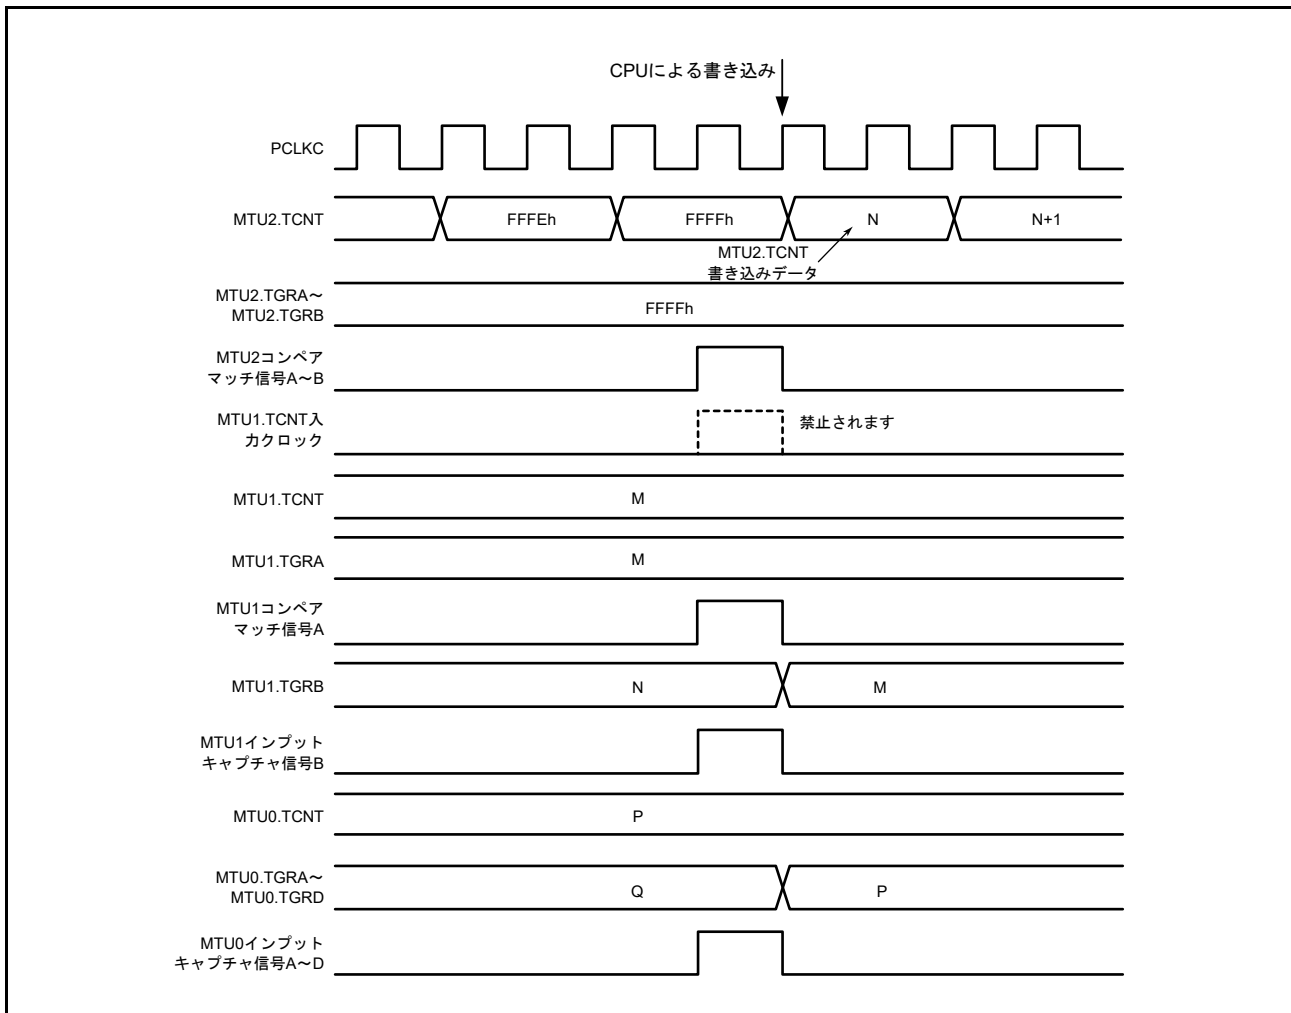 CPUによる書き込み
PCLKC
MTU2.TCNT
FFFEh
FFFFh
N
N+1
MTU2.TCNT
書き込みデータ
MTU2.TGRA～
MTU2.TGRB
FFFFh
MTU2コンペア
マッチ信号A～B
MTU1.TCNT入
力クロック
禁止されます
MTU1.TCNT
M
MTU1.TGRA
M
MTU1コンペア
マッチ信号A
MTU1.TGRB
N
M
MTU1インプット
キャプチャ信号B
MTU0.TCNT
P
MTU0.TGRA～
MTU0.TGRD
Q
P
MTU0インプット
キャプチャ信号A～D